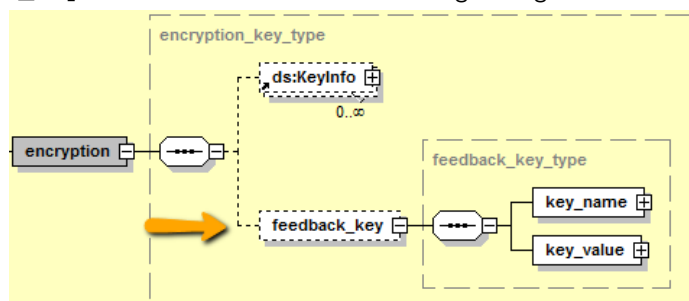 encryption_key_type
ds:KeyInfo
0..∞
encryption
feedback_key_type
key_name
feedback_key
key_value